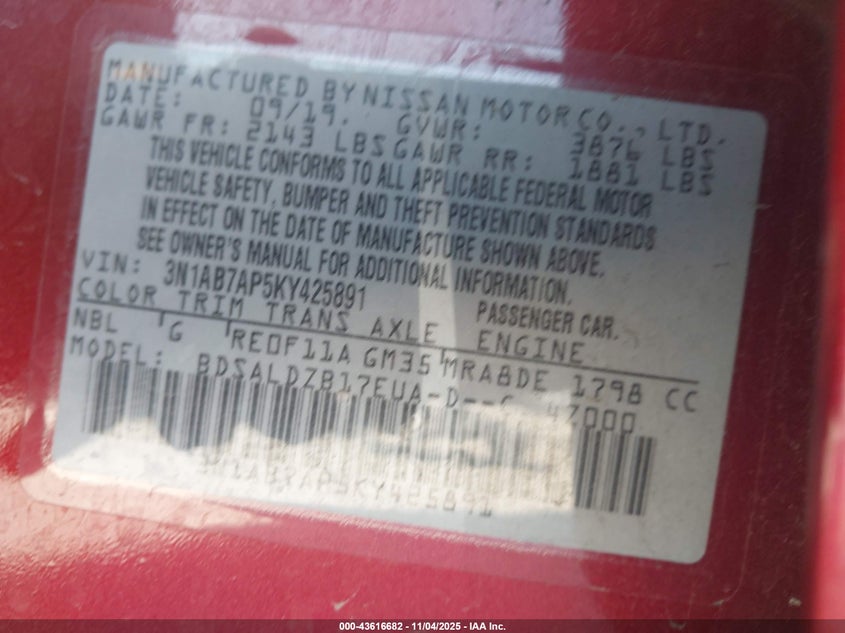 MANUFACTURED BY NISSAN MOTOR CO., LTD.
DATE: 09/19. GVWR: 3876 LBS
GAWR FR: 2143 LBS GAWR RR: 1881 LBS
THIS VEHICLE CONFORMS TO ALL APPLICABLE FEDERAL MOTOR
VEHICLE SAFETY, BUMPER AND THEFT PREVENTION STANDARDS
IN EFFECT ON THE DATE OF MANUFACTURE SHOWN ABOVE.
SEE OWNER'S MANUAL FOR ADDITIONAL INFORMATION.
VIN: 3N1AB7AP5KY425891 PASSENGER CAR.
COLOR TRIM TRANS AXLE ENGINE
NBL G RE0F11A GM35 MRA8DE 1798 CC
MODEL: BDSALDZB17EUA-D-- 47000
3N1AB7AP5KY425891
000-43616682 - 11/04/2025 - IAA Inc.